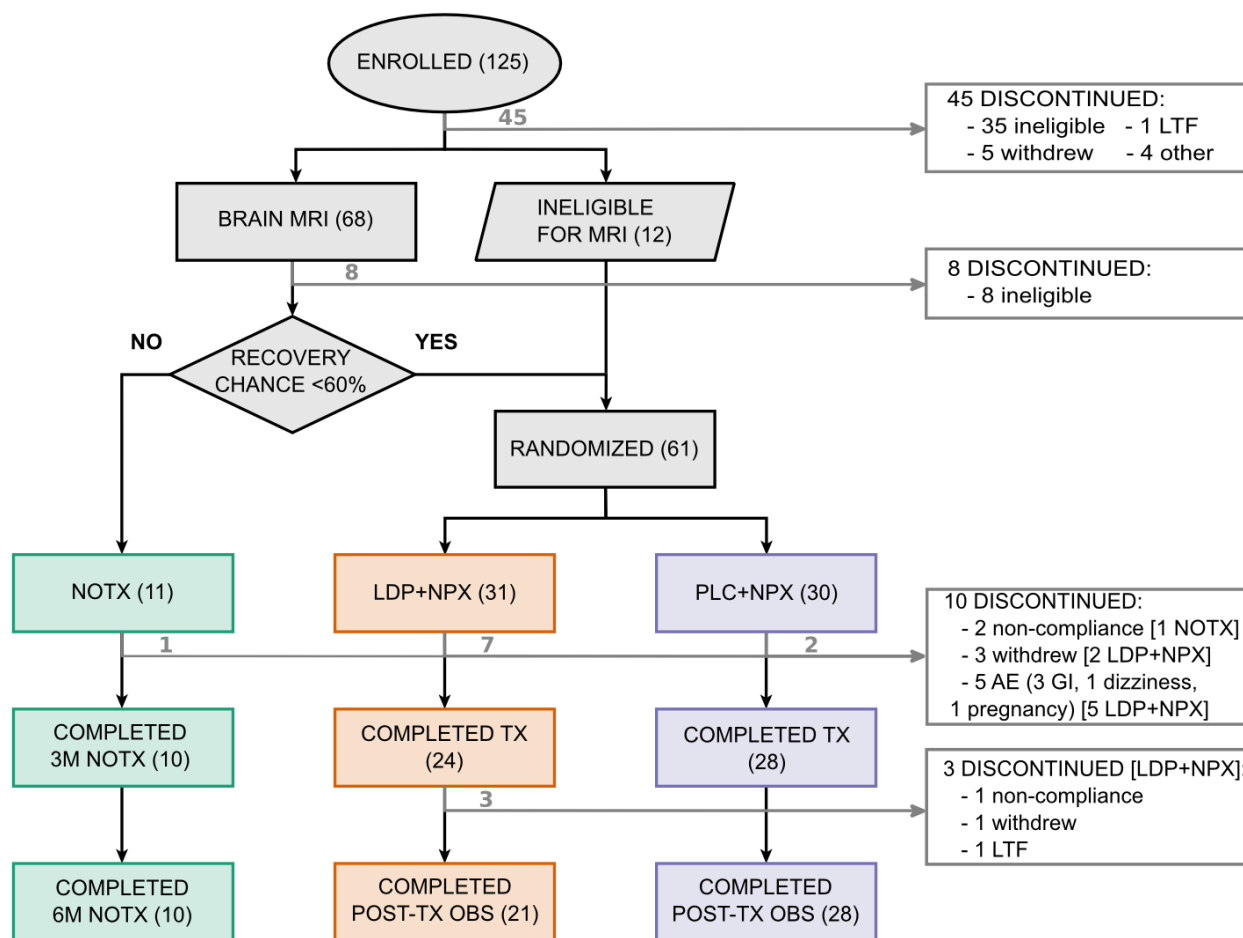 ENROLLED (125)
45
45 DISCONTINUED:
- 35 ineligible - 1 LTF
- 5 withdrew - 4 other
BRAIN MRI (68)
INELIGIBLE
FOR MRI (12)
8
8 DISCONTINUED:
- 8 ineligible
NO
YES
RECOVERY
CHANCE <60%
RANDOMIZED (61)
NOTX (11)
LDP+NPX (31)
PLC+NPX (30)
1
7
2
10 DISCONTINUED:
- 2 non-compliance [1 NOTX]
- 3 withdrew [2 LDP+NPX]
- 5 AE (3 GI, 1 dizziness,
1 pregnancy) [5 LDP+NPX]
COMPLETED
3M NOTX (10)
COMPLETED TX
(24)
COMPLETED TX
(28)
3
3 DISCONTINUED [LDP+NPX]:
- 1 non-compliance
- 1 withdrew
- 1 LTF
COMPLETED
6M NOTX (10)
COMPLETED
POST-TX OBS (21)
COMPLETED
POST-TX OBS (28)